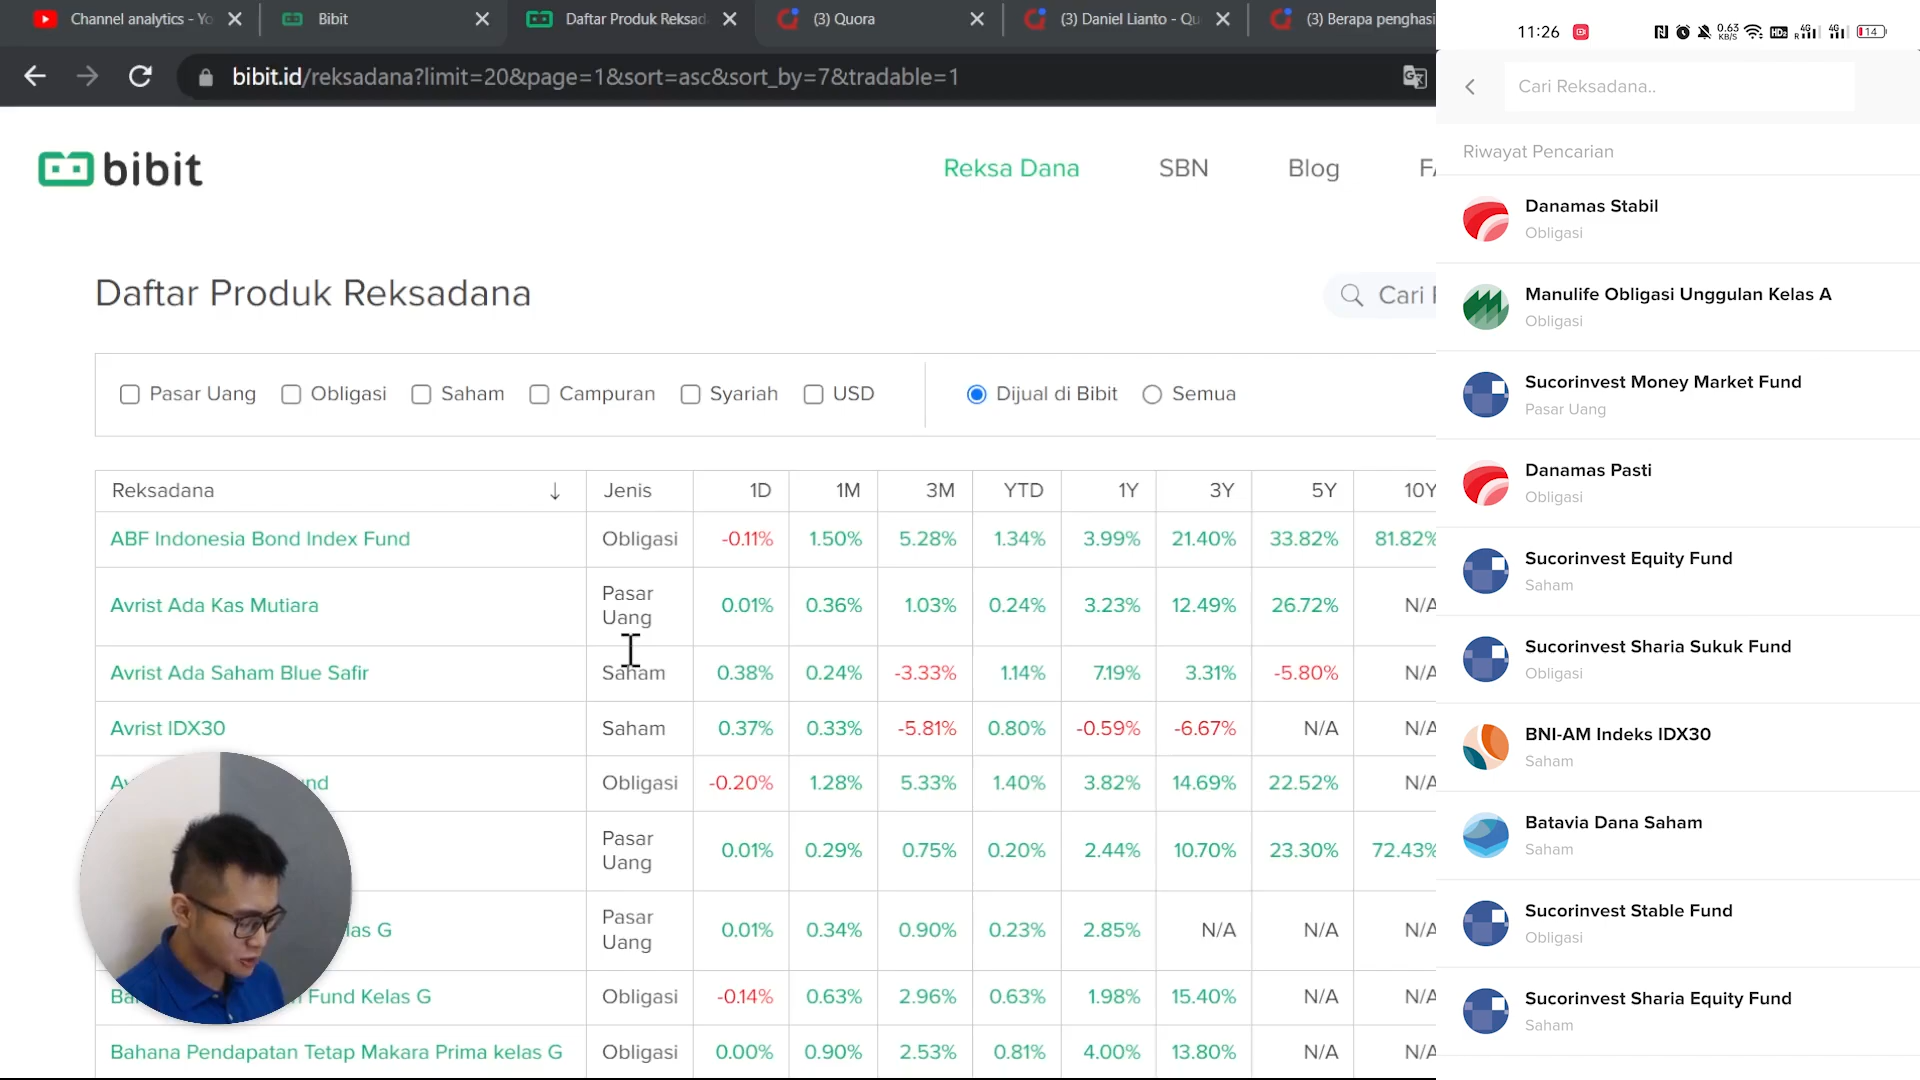 Channel analytics - Yo
Bibit
Daftar Produk Reksad
(3) Quora
(3) Daniel Lianto - Qu
(3) Berapa penghasi
bibit.id/reksadana?limit=20&page=1&sort=asc&sort_by=7&tradable=1
bibit
Reksa Dana
SBN
Blog
Daftar Produk Reksadana
Cari
Pasar Uang
Obligasi
Saham
Campuran
Syariah
USD
Dijual di Bibit
Semua
Reksadana ↓ Jenis 1D 1M 3M YTD 1Y 3Y 5Y 10Y
ABF Indonesia Bond Index Fund Obligasi -0.11% 1.50% 5.28% 1.34% 3.99% 21.40% 33.82% 81.82%
Avrist Ada Kas Mutiara Pasar Uang 0.01% 0.36% 1.03% 0.24% 3.23% 12.49% 26.72% N/A
Avrist Ada Saham Blue Safir Saham 0.38% 0.24% -3.33% 1.14% 7.19% 3.31% -5.80% N/A
Avrist IDX30 Saham 0.37% 0.33% -5.81% 0.80% -0.59% -6.67% N/A N/A
Obligasi -0.20% 1.28% 5.33% 1.40% 3.82% 14.69% 22.52% N/A
Pasar Uang 0.01% 0.29% 0.75% 0.20% 2.44% 10.70% 23.30% 72.43%
las G Pasar Uang 0.01% 0.34% 0.90% 0.23% 2.85% N/A N/A N/A
Fund Kelas G Obligasi -0.14% 0.63% 2.96% 0.63% 1.98% 15.40% N/A N/A
Bahana Pendapatan Tetap Makara Prima kelas G Obligasi 0.00% 0.90% 2.53% 0.81% 4.00% 13.80% N/A N/A
11:26
0.63 KB/S
HD2
4G
4G
14
Cari Reksadana..
Riwayat Pencarian
Danamas Stabil
Obligasi
Manulife Obligasi Unggulan Kelas A
Obligasi
Sucorinvest Money Market Fund
Pasar Uang
Danamas Pasti
Obligasi
Sucorinvest Equity Fund
Saham
Sucorinvest Sharia Sukuk Fund
Obligasi
BNI-AM Indeks IDX30
Saham
Batavia Dana Saham
Saham
Sucorinvest Stable Fund
Obligasi
Sucorinvest Sharia Equity Fund
Saham